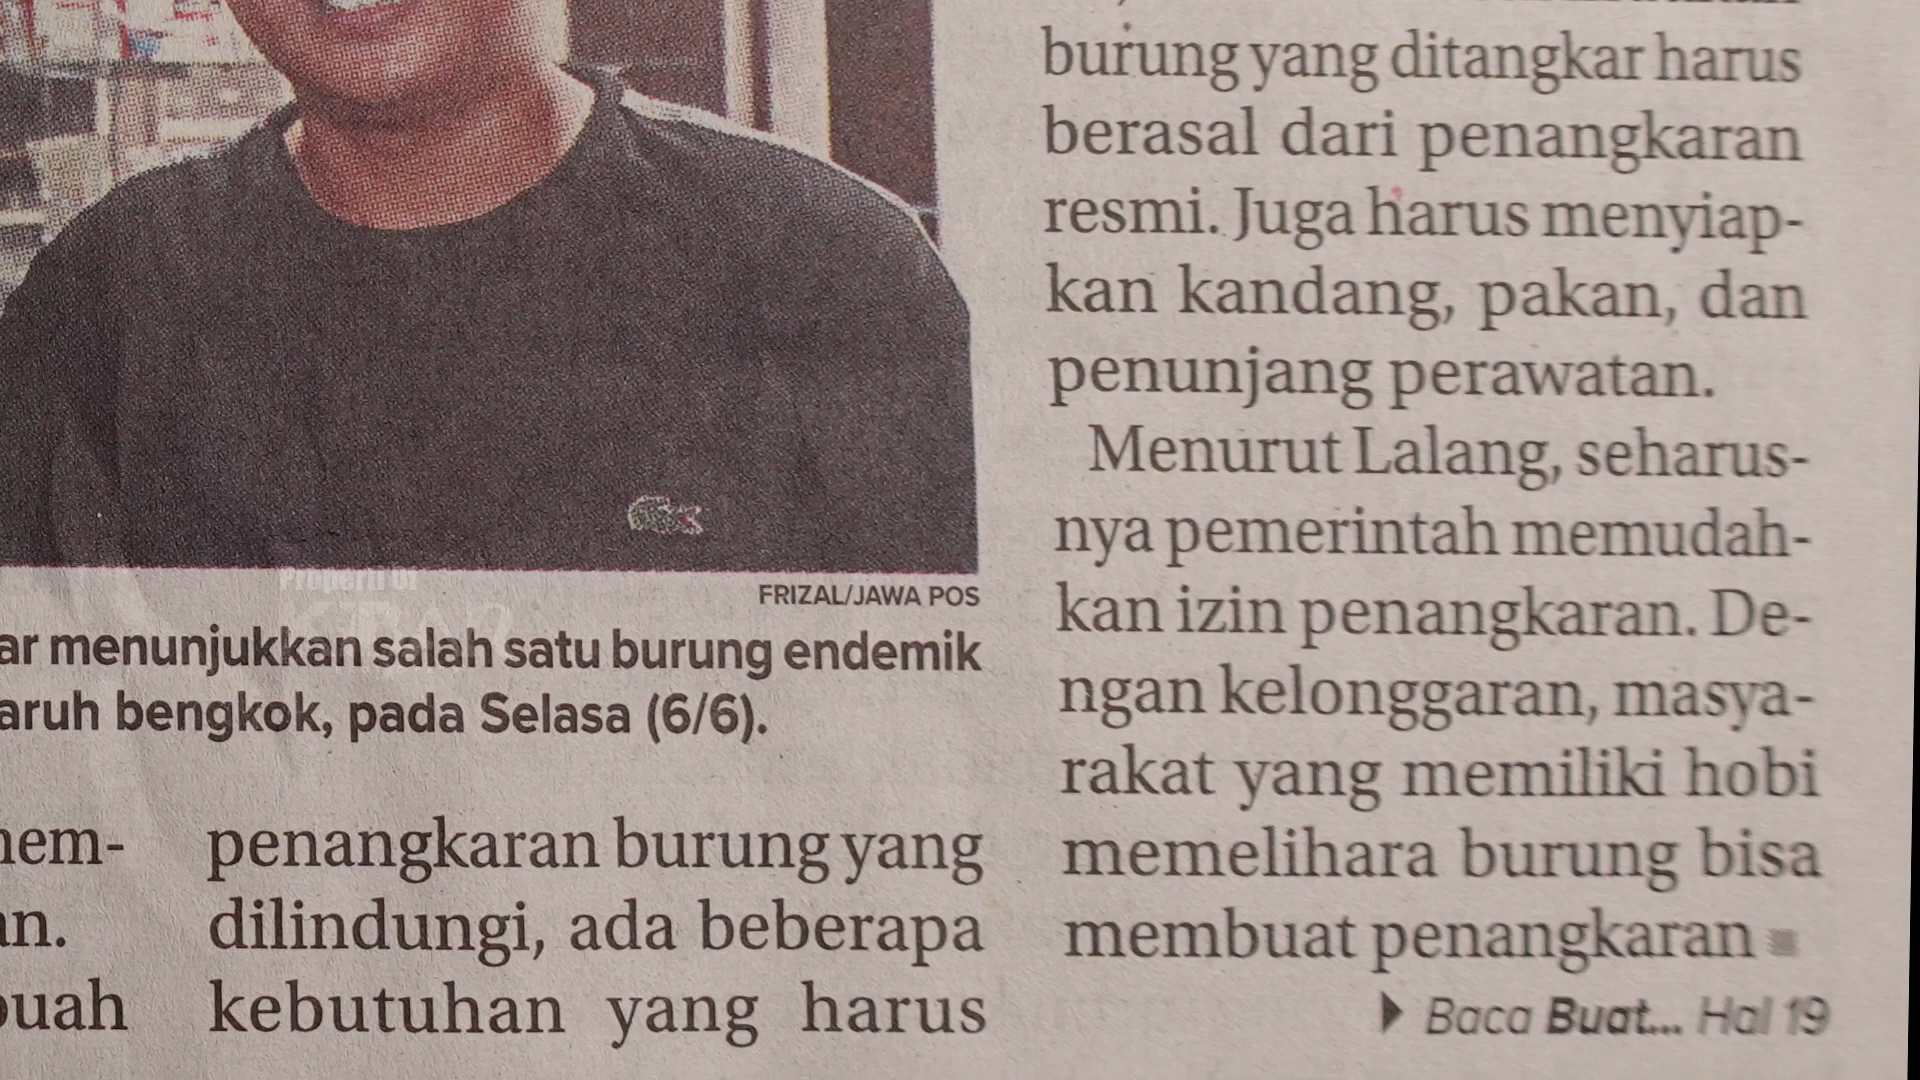 FRIZAL/JAWA POS
ar menunjukkan salah satu burung endemik
aruh bengkok, pada Selasa (6/6).
nem-
an.
buah
penangkaran burung yang
dilindungi, ada beberapa
kebutuhan yang harus
burung yang ditangkar harus
berasal dari penangkaran
resmi. Juga harus menyiap-
kan kandang, pakan, dan
penunjang perawatan.
Menurut Lalang, seharus-
nya pemerintah memudah-
kan izin penangkaran. De-
ngan kelonggaran, masya-
rakat yang memiliki hobi
memelihara burung bisa
membuat penangkaran
Baca Buat... Hal 19